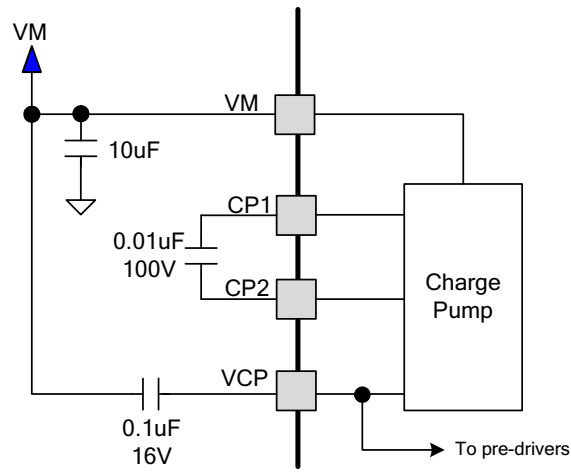 VM
VM
10uF
CP1
0.01uF
100V
CP2
Charge
Pump
VCP
0.1uF
16V
To pre-drivers